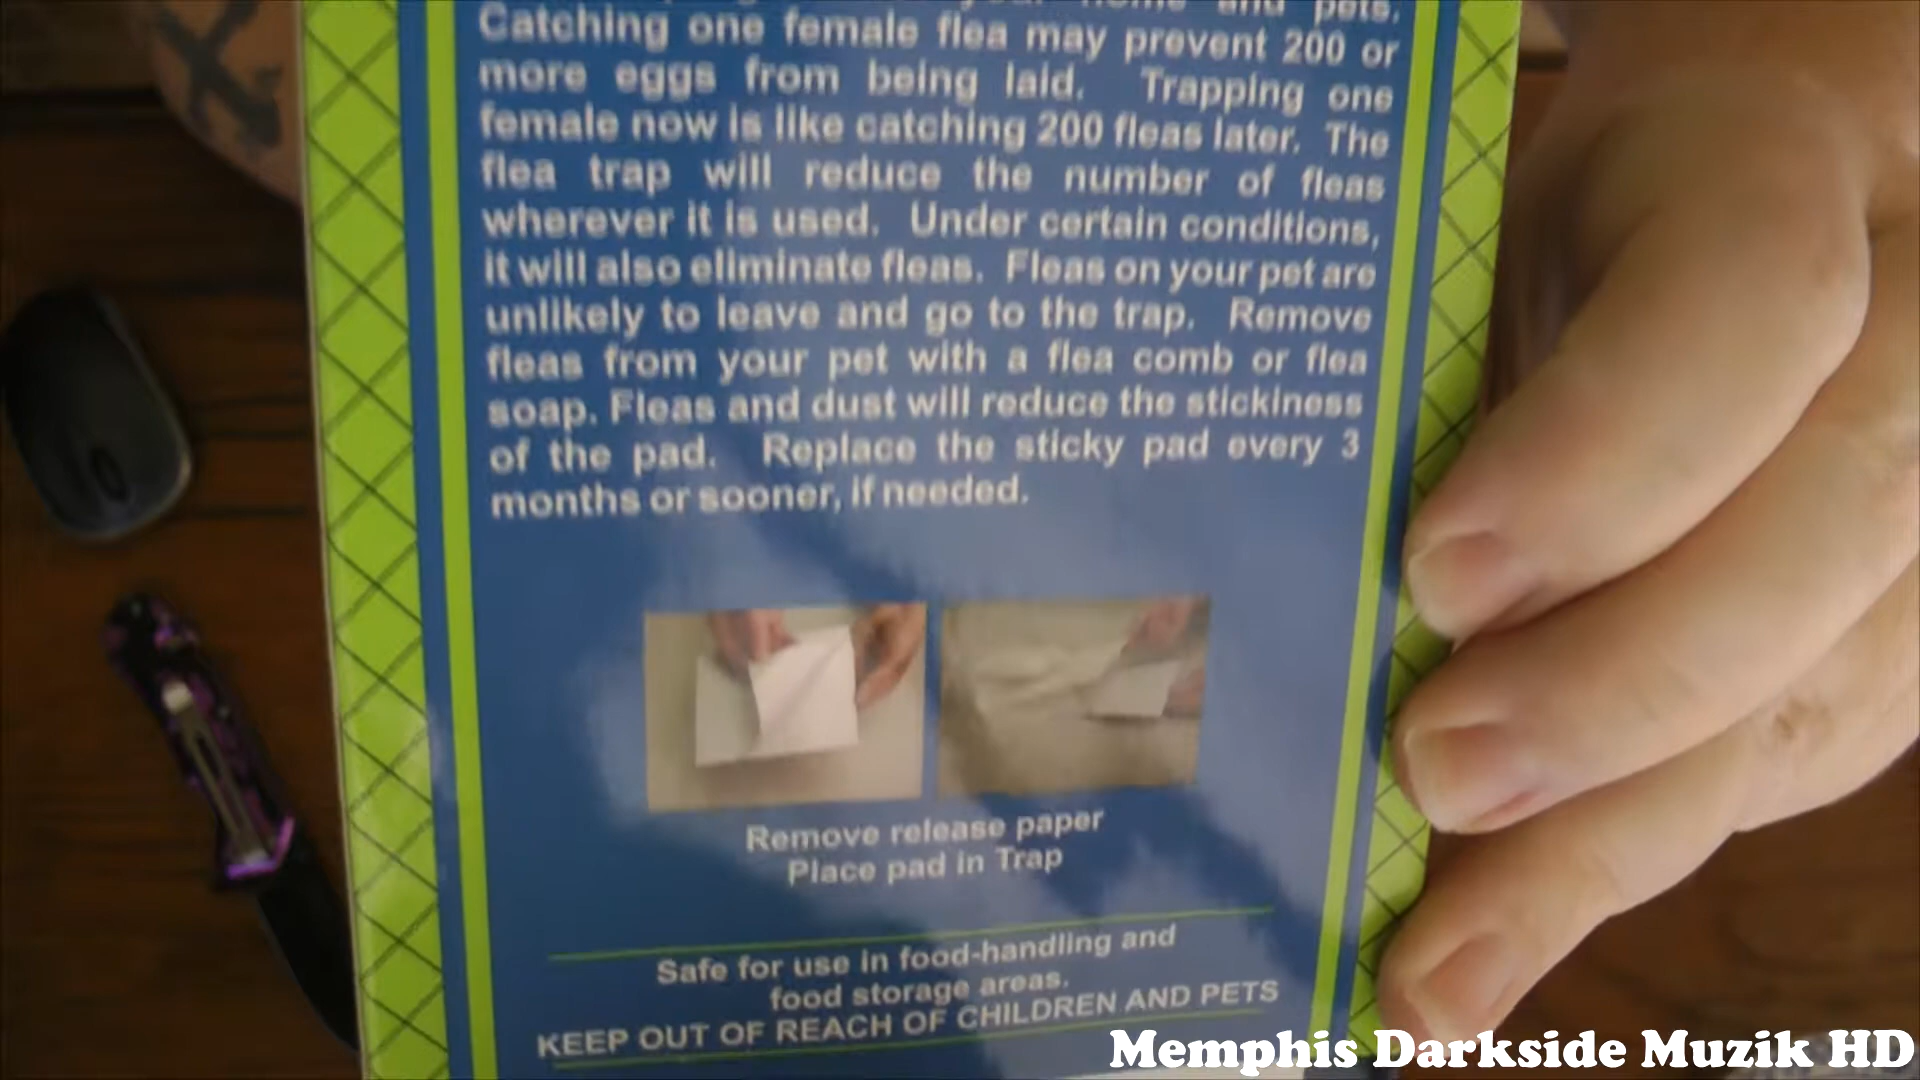 home and pets.
Catching one female flea may prevent 200 or
more eggs from being laid. Trapping one
female now is like catching 200 fleas later. The
flea trap will reduce the number of fleas
wherever it is used. Under certain conditions,
it will also eliminate fleas. Fleas on your pet are
unlikely to leave and go to the trap. Remove
fleas from your pet with a flea comb or flea
soap. Fleas and dust will reduce the stickiness
of the pad. Replace the sticky pad every 3
months or sooner, if needed.
Remove release paper
Place pad in Trap
Safe for use in food-handling and
food storage areas.
KEEP OUT OF REACH OF CHILDREN AND PETS
Memphis Darkside Muzik HD